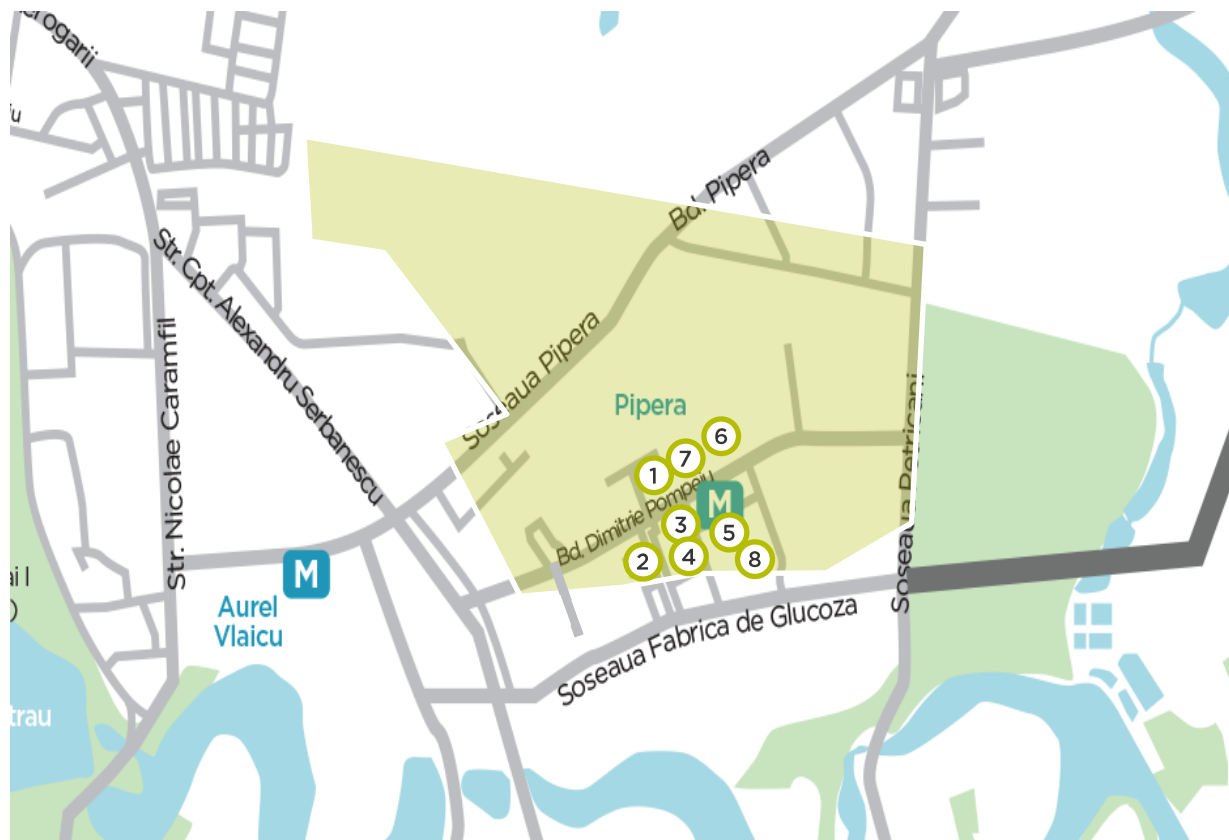 Bd. Pipera
Str. Cpt. Alexandru Serbanescu
Soseaua Pipera
Str. Nicolae Caramfil
Pipera
Soseaua Petricani
6
7
1
Bd. Dimitrie Pompeiu
M
3
5
4
2
8
M
Aurel
Vlaicu
Soseaua Fabrica de Glucoza